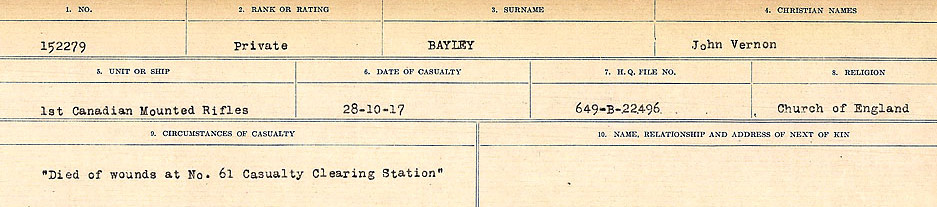 1. NO. 2. RANK OR RATING 3. SURNAME 4. CHRISTIAN NAMES
152279 Private BAYLEY John Vernon
5. UNIT OR SHIP 6. DATE OF CASUALTY 7. H.Q. FILE NO. 8. RELIGION
1st Canadian Mounted Rifles 28-10-17 649-B-22496 Church of England
9. CIRCUMSTANCES OF CASUALTY 10. NAME, RELATIONSHIP AND ADDRESS OF NEXT OF KIN
"Died of wounds at No. 61 Casualty Clearing Station"